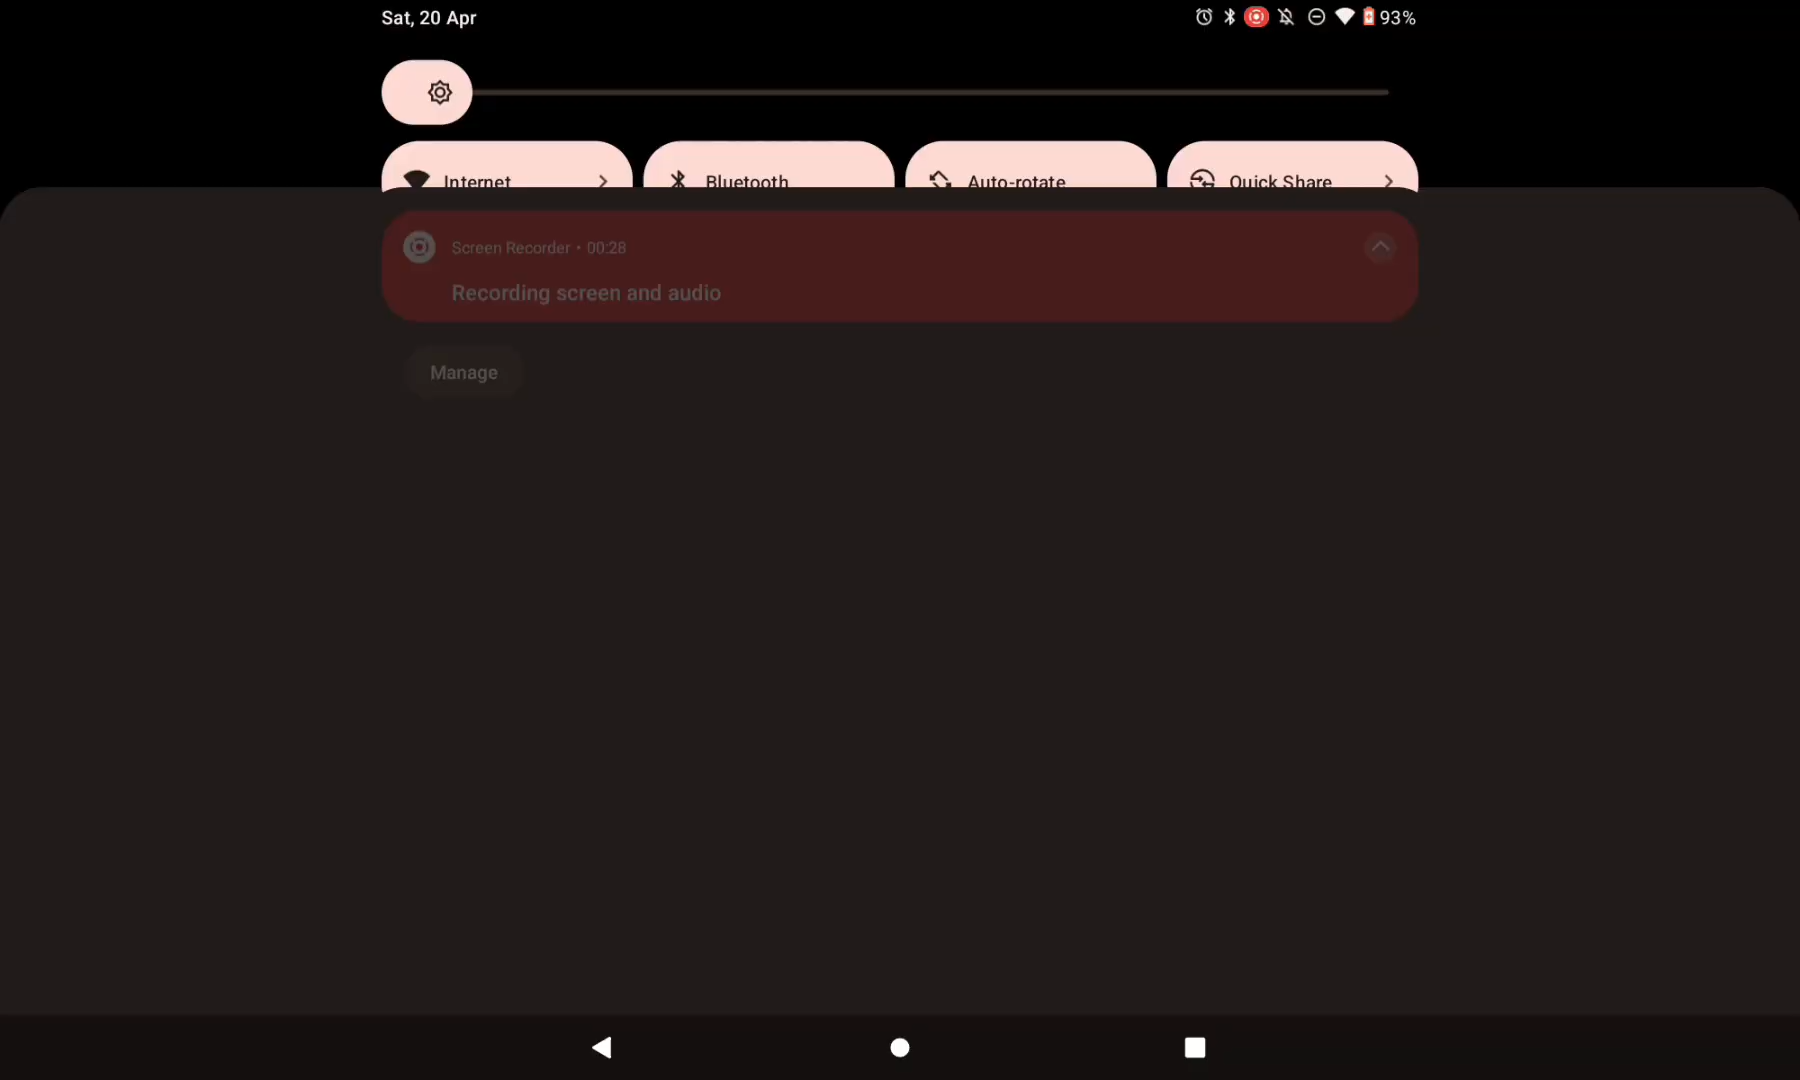 Sat, 20 Apr
93%
Internet
Bluetooth
Auto-rotate
Quick Share
Screen Recorder • 00:28
Recording screen and audio
Manage